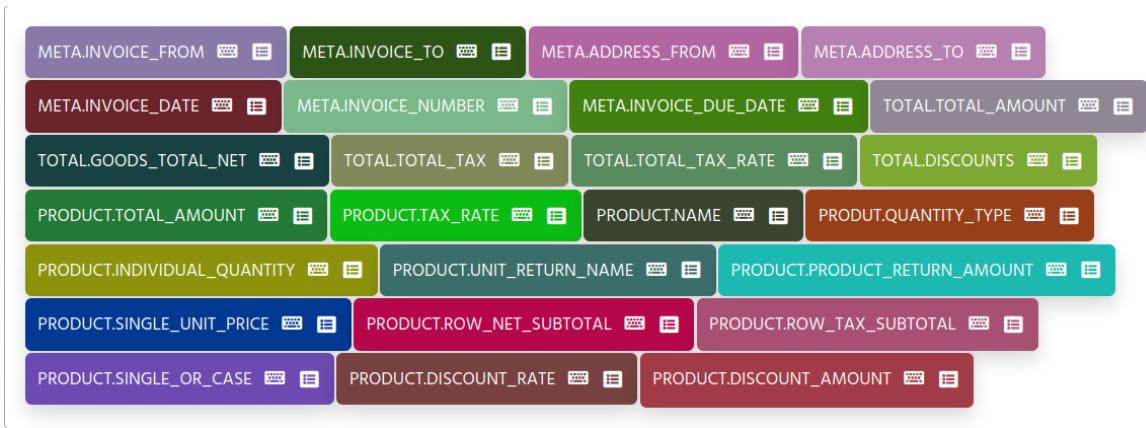 META.INVOICE_FROM META.INVOICE_TO META.ADDRESS_FROM META.ADDRESS_TO
META.INVOICE_DATE META.INVOICE_NUMBER META.INVOICE_DUE_DATE TOTAL.TOTAL_AMOUNT
TOTAL.GOODS_TOTAL_NET TOTAL.TOTAL_TAX TOTAL.TOTAL_TAX_RATE TOTAL.DISCOUNTS
PRODUCT.TOTAL_AMOUNT PRODUCT.TAX_RATE PRODUCT.NAME PRODUT.QUANTITY_TYPE
PRODUCT.INDIVIDUAL_QUANTITY PRODUCT.UNIT_RETURN_NAME PRODUCT.PRODUCT_RETURN_AMOUNT
PRODUCT.SINGLE_UNIT_PRICE PRODUCT.ROW_NET_SUBTOTAL PRODUCT.ROW_TAX_SUBTOTAL
PRODUCT.SINGLE_OR_CASE PRODUCT.DISCOUNT_RATE PRODUCT.DISCOUNT_AMOUNT